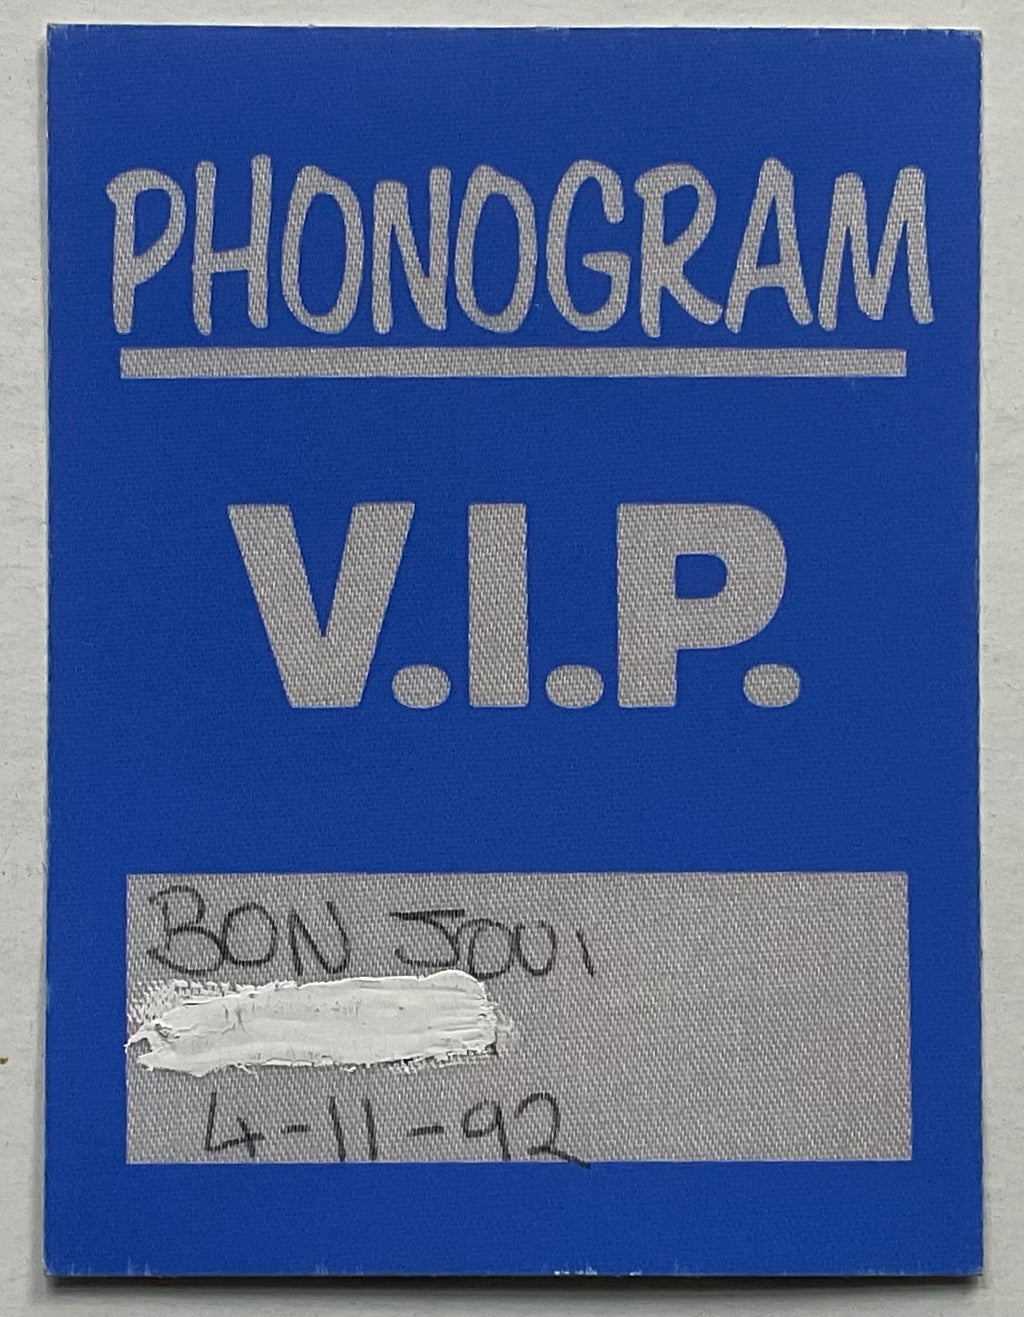 PHONOGRAM
V.I.P.
BON JOVI
4-11-92